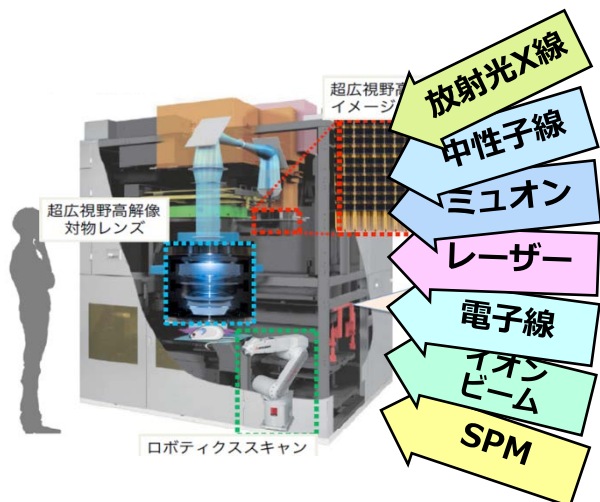 超広視野高
イメージ
超広視野高解像
対物レンズ
ロボティクススキャン
放射光X線
中性子線
ミュオン
レーザー
電子線
イオン
ビーム
SPM